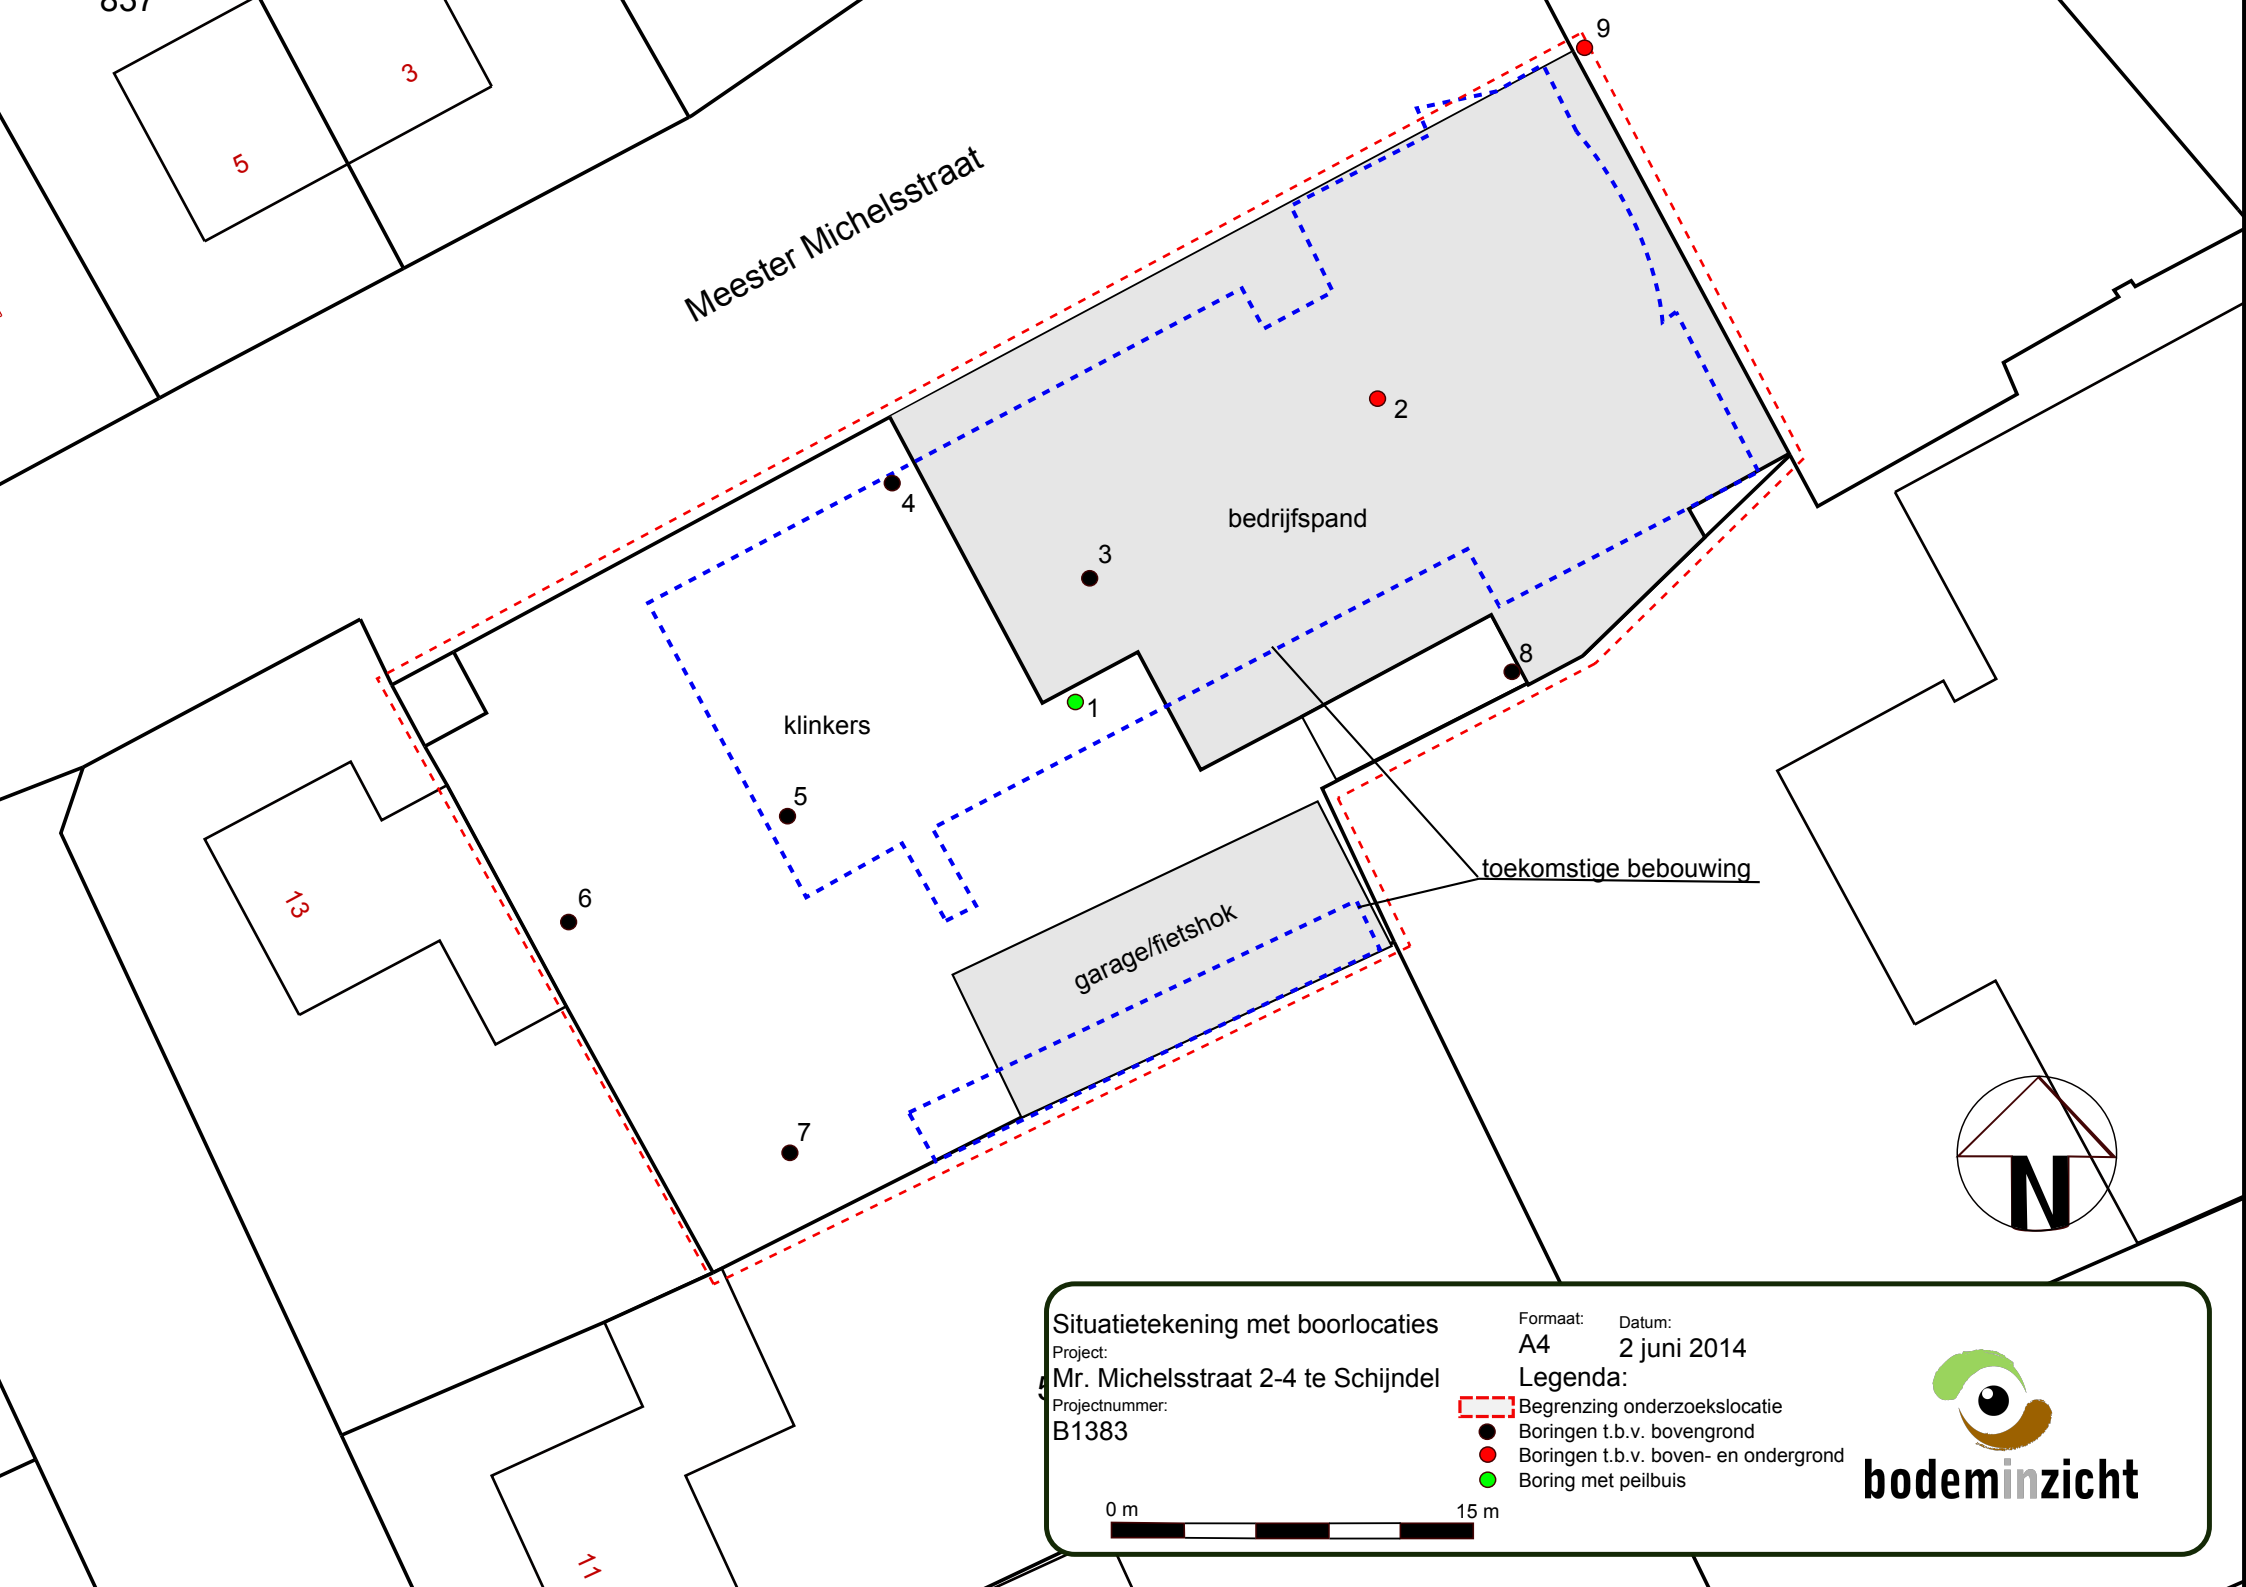 3
5
9
Meester Michelsstraat
2
4
bedrijfspand
3
8
1
klinkers
5
toekomstige bebouwing
6
13
garage/fietshok
7
N
Situatietekening met boorlocaties
Project:
Mr. Michelsstraat 2-4 te Schijndel
Projectnummer:
B1383
0 m
15 m
Formaat:
A4
Datum:
2 juni 2014
Legenda:
Begrenzing onderzoekslocatie
Boringen t.b.v. bovengrond
Boringen t.b.v. boven- en ondergrond
Boring met peilbuis
bodeminzicht
11